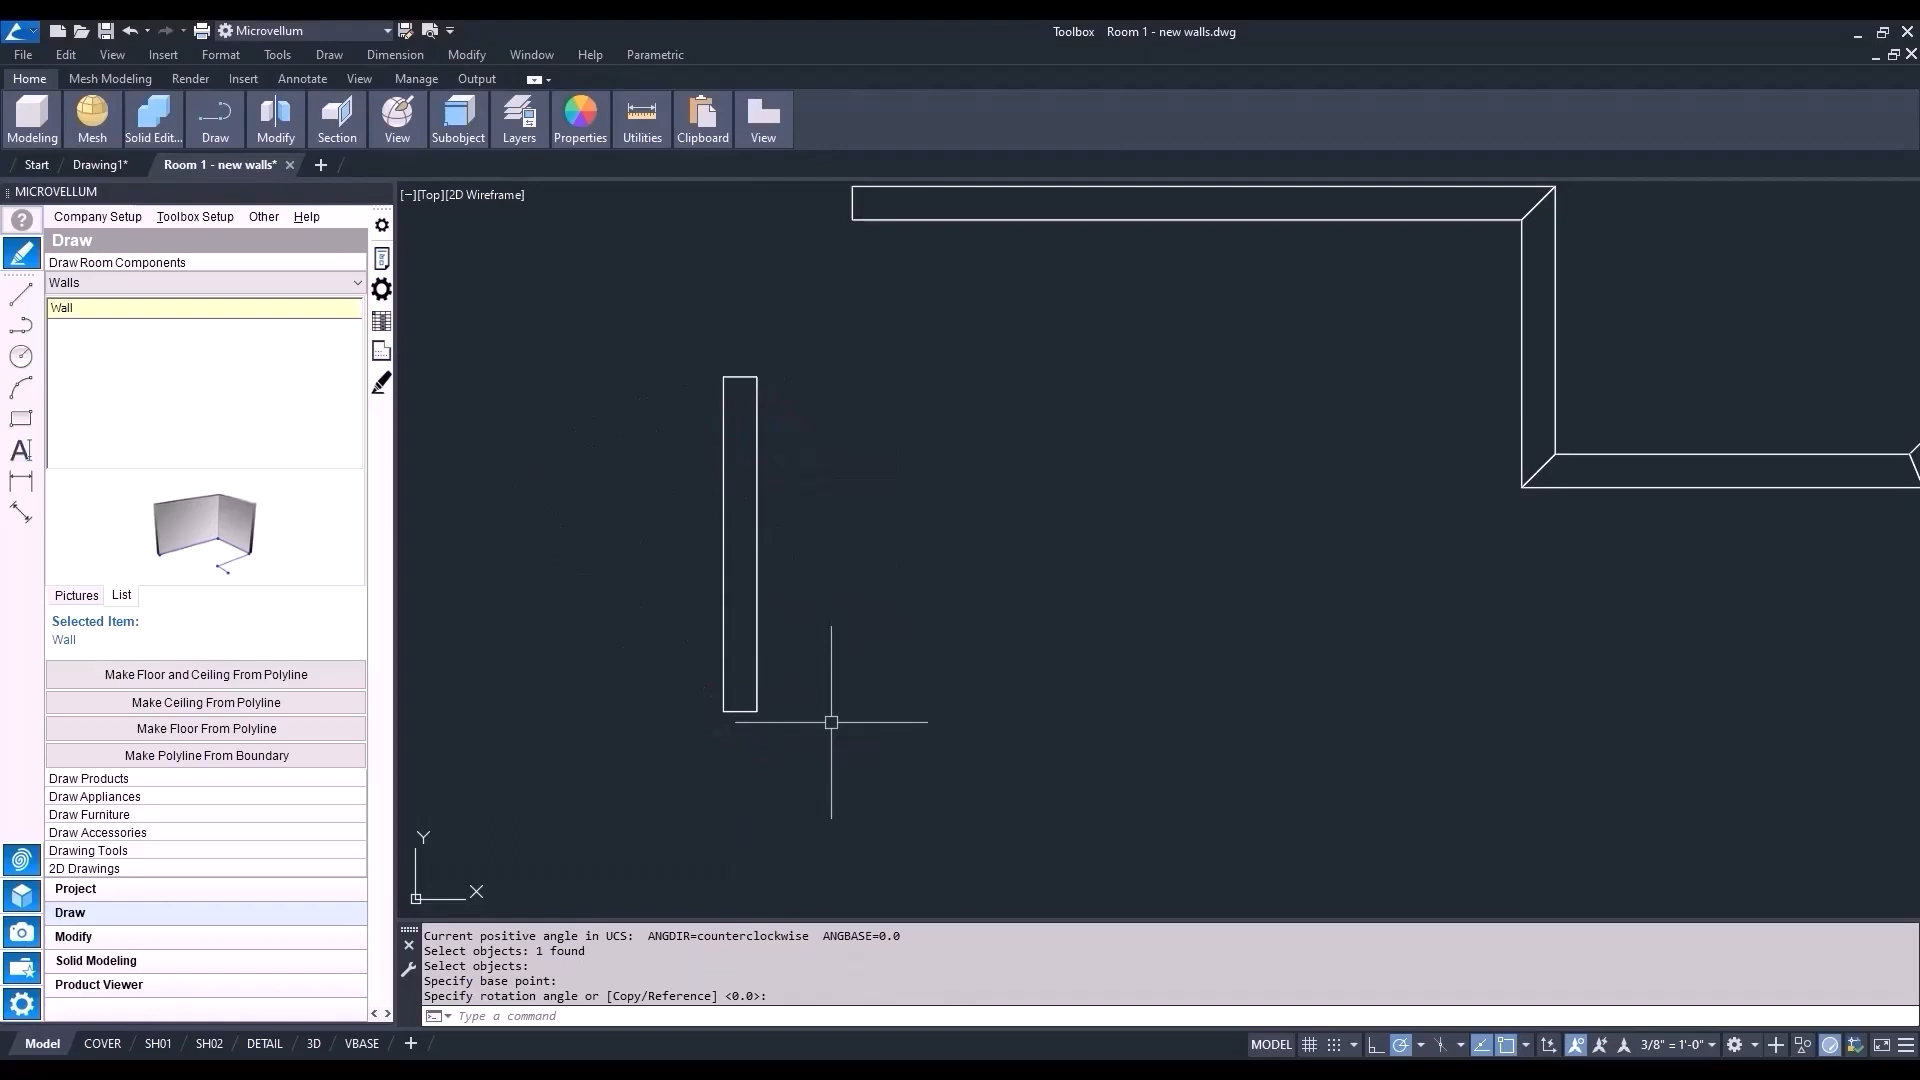 Microvellum
Toolbox Room 1 - new walls.dwg
File Edit View Insert Format Tools Draw Dimension Modify Window Help Parametric
Home Mesh Modeling Render Insert Annotate View Manage Output
Modeling Mesh Solid Edit... Draw Modify Section View Subobject Layers Properties Utilities Clipboard View
Start Drawing1* Room 1 - new walls*
MICROVELLUM
[−][Top][2D Wireframe]
Company Setup Toolbox Setup Other Help
Draw
Draw Room Components
Walls
Wall
Pictures List
Selected Item:
Wall
Make Floor and Ceiling From Polyline
Make Ceiling From Polyline
Make Floor From Polyline
Make Polyline From Boundary
Draw Products
Draw Appliances
Draw Furniture
Draw Accessories
Drawing Tools
2D Drawings
Project
Draw
Modify
Solid Modeling
Product Viewer
Y
X
Current positive angle in UCS: ANGDIR=counterclockwise ANGBASE=0.0
Select objects: 1 found
Select objects:
Specify base point:
Specify rotation angle or [Copy/Reference] <0.0>:
Type a command
Model COVER SH01 SH02 DETAIL 3D VBASE
MODEL 3/8" = 1'-0"